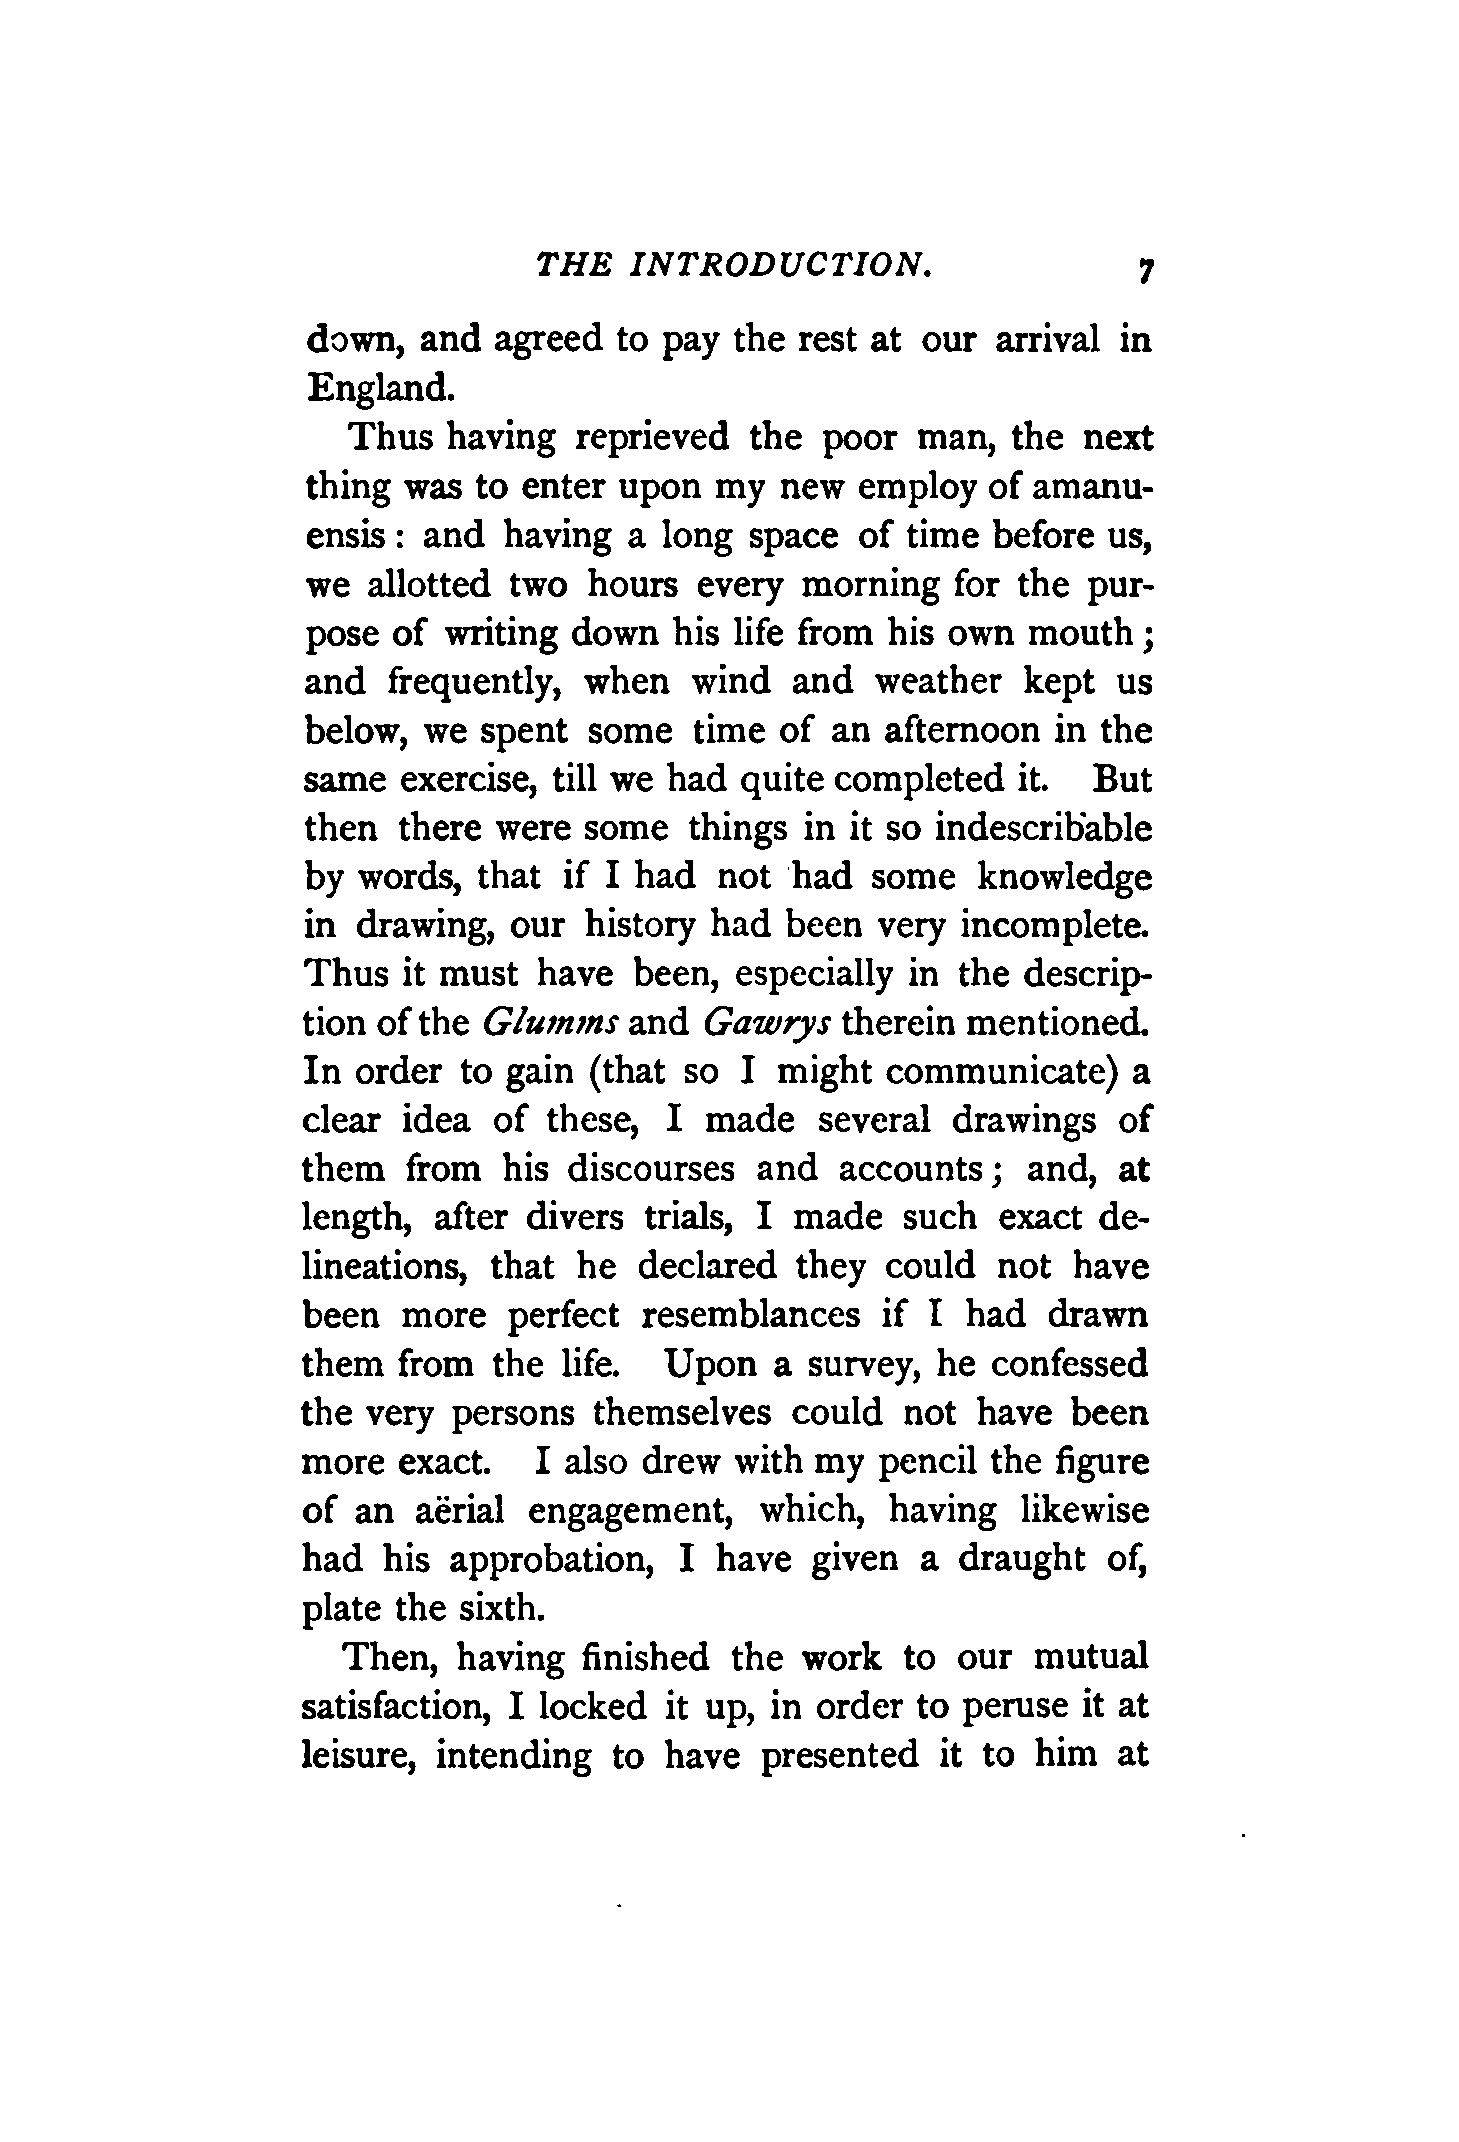 THE INTRODUCTION. 7
down, and agreed to pay the rest at our arrival in
England.
Thus having reprieved the poor man, the next
thing was to enter upon my new employ of amanu-
ensis : and having a long space of time before us,
we allotted two hours every morning for the pur-
pose of writing down his life from his own mouth ;
and frequently, when wind and weather kept us
below, we spent some time of an afternoon in the
same exercise, till we had quite completed it. But
then there were some things in it so indescribable
by words, that if I had not had some knowledge
in drawing, our history had been very incomplete.
Thus it must have been, especially in the descrip-
tion of the Glumms and Gawrys therein mentioned.
In order to gain (that so I might communicate) a
clear idea of these, I made several drawings of
them from his discourses and accounts ; and, at
length, after divers trials, I made such exact de-
lineations, that he declared they could not have
been more perfect resemblances if I had drawn
them from the life. Upon a survey, he confessed
the very persons themselves could not have been
more exact. I also drew with my pencil the figure
of an aërial engagement, which, having likewise
had his approbation, I have given a draught of,
plate the sixth.
Then, having finished the work to our mutual
satisfaction, I locked it up, in order to peruse it at
leisure, intending to have presented it to him at